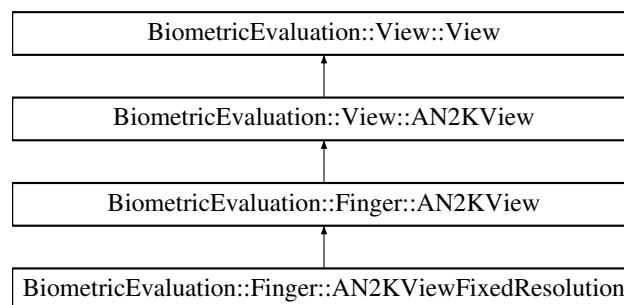 BiometricEvaluation::View::View
BiometricEvaluation::View::AN2KView
BiometricEvaluation::Finger::AN2KView
BiometricEvaluation::Finger::AN2KViewFixedResolution